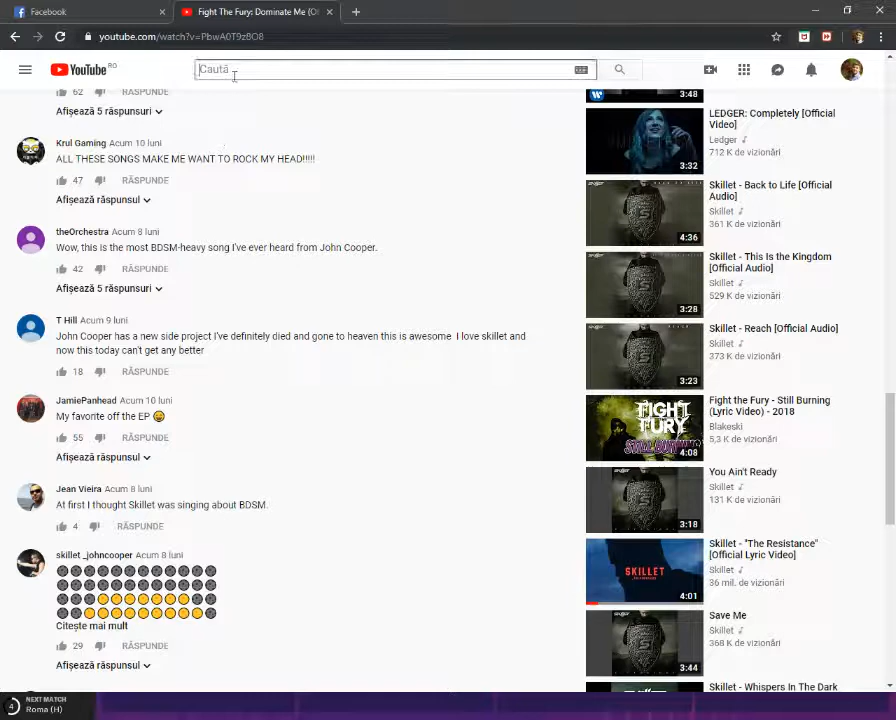 Facebook
Fight The Fury: Dominate Me (O
youtube.com/watch?v=PbwA0T9z8O8
YouTube RO
Caută
62 RĂSPUNDE
Afișează 5 răspunsuri
Krul Gaming Acum 10 luni
ALL THESE SONGS MAKE ME WANT TO ROCK MY HEAD!!!!!
47 RĂSPUNDE
Afișează răspunsul
theOrchestra Acum 8 luni
Wow, this is the most BDSM-heavy song I've ever heard from John Cooper.
42 RĂSPUNDE
Afișează 5 răspunsuri
T Hill Acum 9 luni
John Cooper has a new side project I've definitely died and gone to heaven this is awesome I love skillet and
now this today can't get any better
18 RĂSPUNDE
JamiePanhead Acum 10 luni
My favorite off the EP 😄
55 RĂSPUNDE
Afișează răspunsul
Jean Vieira Acum 8 luni
At first I thought Skillet was singing about BDSM.
4 RĂSPUNDE
skillet _johncooper Acum 8 luni
Citește mai mult
29 RĂSPUNDE
Afișează răspunsul
3:48
LEDGER: Completely [Official
Video]
Ledger
712 K de vizionări
3:32
Skillet - Back to Life [Official
Audio]
Skillet
361 K de vizionări
4:36
Skillet - This Is the Kingdom
[Official Audio]
Skillet
529 K de vizionări
3:28
Skillet - Reach [Official Audio]
Skillet
373 K de vizionări
3:23
Fight the Fury - Still Burning
(Lyric Video) - 2018
Blakeski
5,3 K de vizionări
FIGHT
FURY
STILL BURNING
4:08
You Ain't Ready
Skillet
131 K de vizionări
3:18
Skillet - "The Resistance"
[Official Lyric Video]
Skillet
36 mil. de vizionări
SKILLET
4:01
Save Me
Skillet
368 K de vizionări
3:44
Skillet - Whispers In The Dark
4
NEXT MATCH
Roma (H)